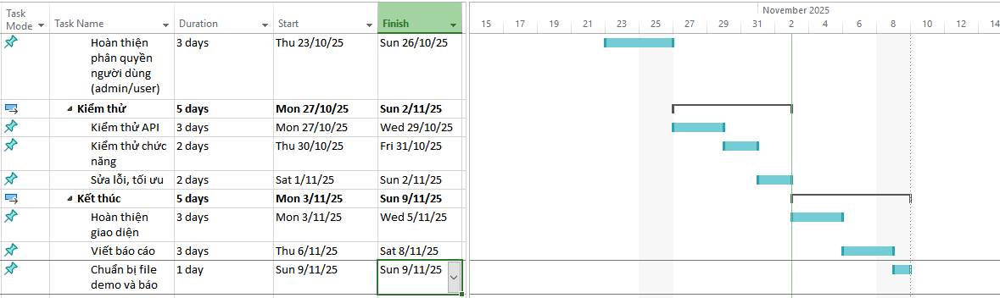 Task Mode Task Name Duration Start Finish
November 2025
15 17 19 21 23 25 27 29 31 2 4 6 8 10 12 14
Hoàn thiện 3 days Thu 23/10/25 Sun 26/10/25
phân quyền
người dùng
(admin/user)
Kiểm thử 5 days Mon 27/10/25 Sun 2/11/25
Kiểm thử API 3 days Mon 27/10/25 Wed 29/10/25
Kiểm thử chức 2 days Thu 30/10/25 Fri 31/10/25
năng
Sửa lỗi, tối ưu 2 days Sat 1/11/25 Sun 2/11/25
Kết thúc 5 days Mon 3/11/25 Sun 9/11/25
Hoàn thiện 3 days Mon 3/11/25 Wed 5/11/25
giao diện
Viết báo cáo 3 days Thu 6/11/25 Sat 8/11/25
Chuẩn bị file 1 day Sun 9/11/25 Sun 9/11/25
demo và báo